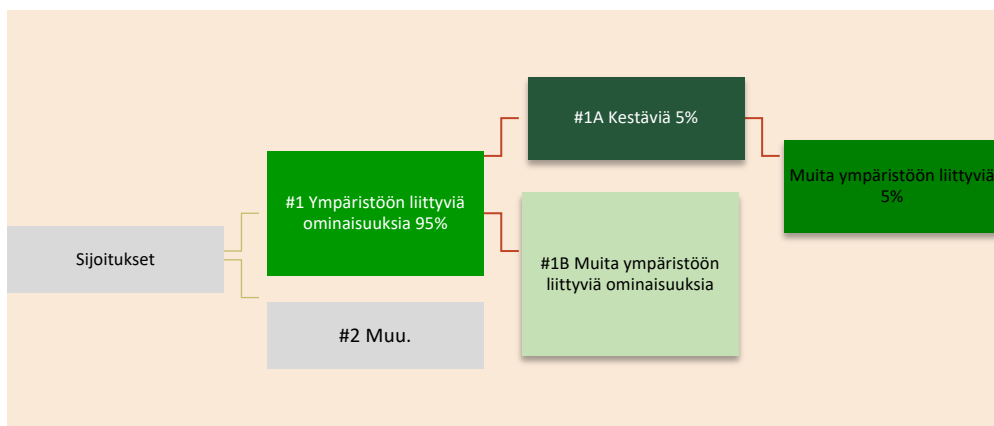 #1A Kestäviä 5%
Muita ympäristöön liittyviä
5%
#1 Ympäristöön liittyviä
ominaisuuksia 95%
Sijoitukset
#1B Muita ympäristöön
liittyviä ominaisuuksia
#2 Muu.